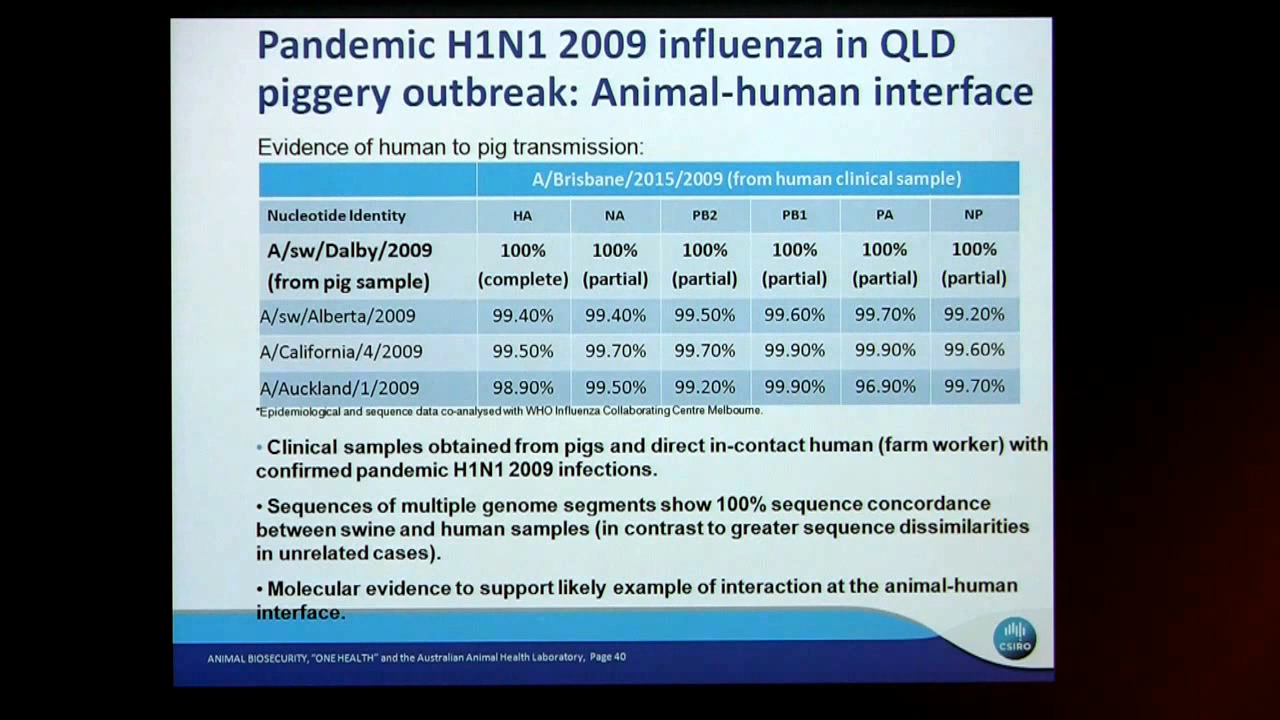 Pandemic H1N1 2009 influenza in QLD
piggery outbreak: Animal-human interface
Evidence of human to pig transmission:
A/Brisbane/2015/2009 (from human clinical sample)
Nucleotide Identity HA NA PB2 PB1 PA NP
A/sw/Dalby/2009 100% 100% 100% 100% 100% 100%
(from pig sample) (complete) (partial) (partial) (partial) (partial) (partial)
A/sw/Alberta/2009 99.40% 99.40% 99.50% 99.60% 99.70% 99.20%
A/California/4/2009 99.50% 99.70% 99.70% 99.90% 99.90% 99.60%
A/Auckland/1/2009 98.90% 99.50% 99.20% 99.90% 96.90% 99.70%
*Epidemiological and sequence data co-analysed with WHO Influenza Collaborating Centre Melbourne.
• Clinical samples obtained from pigs and direct in-contact human (farm worker) with
confirmed pandemic H1N1 2009 infections.
• Sequences of multiple genome segments show 100% sequence concordance
between swine and human samples (in contrast to greater sequence dissimilarities
in unrelated cases).
• Molecular evidence to support likely example of interaction at the animal-human
interface.
CSIRO
ANIMAL BIOSECURITY, "ONE HEALTH" and the Australian Animal Health Laboratory, Page 40